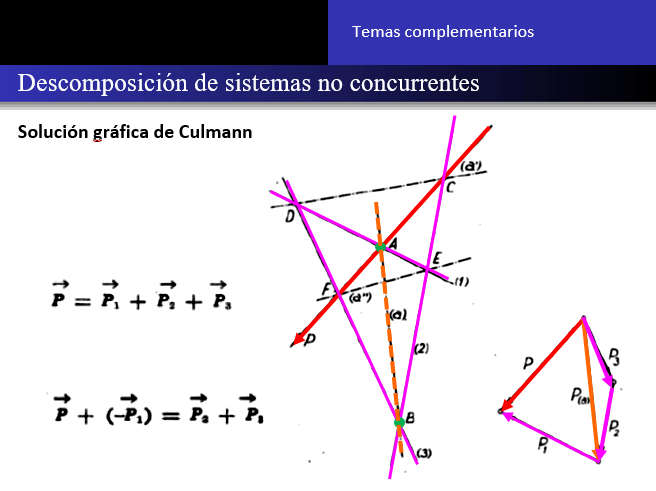 Temas complementarios
Descomposición de sistemas no concurrentes
Solución gráfica de Culmann
(a')
C
D
A
E
(1)
F
(a'')
(a)
P
(2)
B
(3)
P = P₁ + P₂ + P₃
P + (-P₁) = P₂ + P₃
P
P₃
P(a)
P₂
P₁